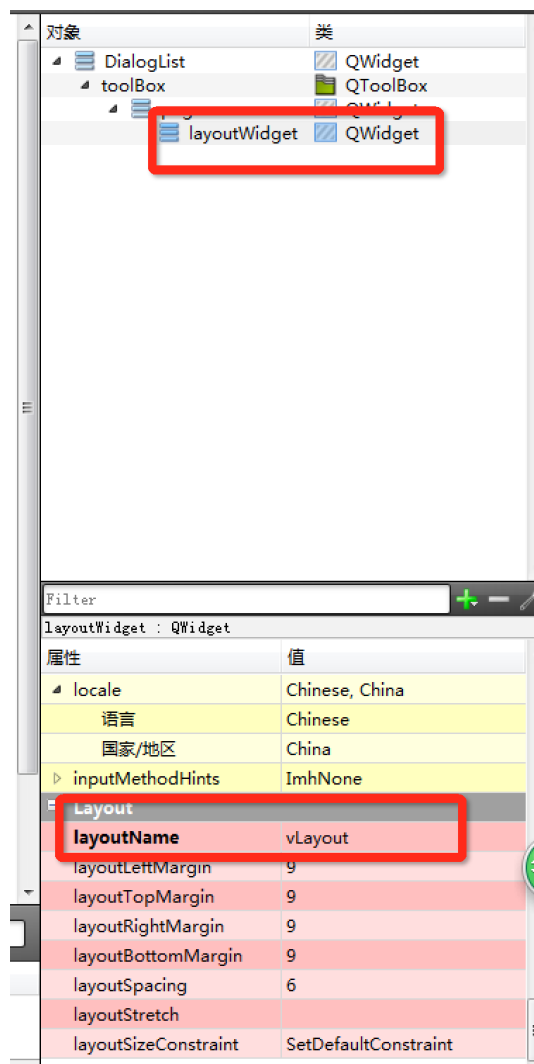 对象 类
DialogList QWidget
toolBox QToolBox
QWidget
layoutWidget QWidget
Filter
layoutWidget : QWidget
属性 值
locale Chinese, China
语言 Chinese
国家/地区 China
inputMethodHints ImhNone
Layout
layoutName vLayout
layoutLeftMargin 9
layoutTopMargin 9
layoutRightMargin 9
layoutBottomMargin 9
layoutSpacing 6
layoutStretch
layoutSizeConstraint SetDefaultConstraint